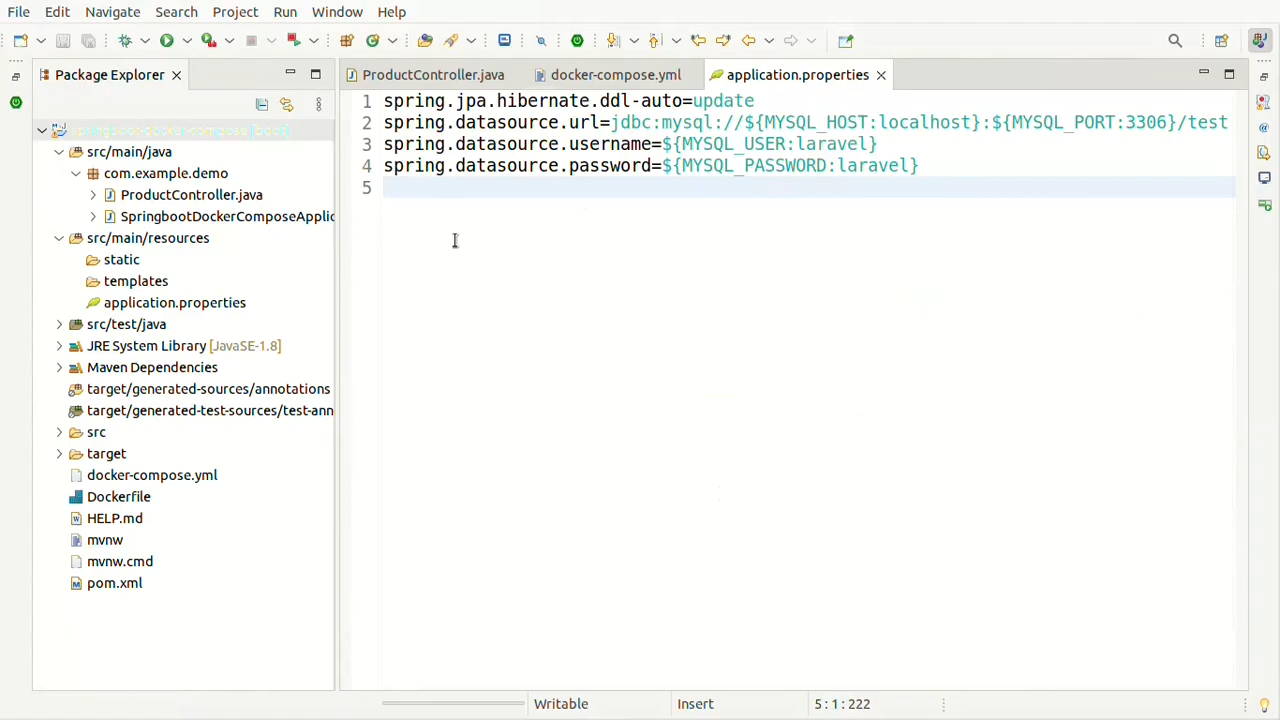 File Edit Navigate Search Project Run Window Help
Package Explorer
ProductController.java
docker-compose.yml
application.properties
springboot-docker-compose [boot]
src/main/java
com.example.demo
ProductController.java
SpringbootDockerComposeApplic
src/main/resources
static
templates
application.properties
src/test/java
JRE System Library [JavaSE-1.8]
Maven Dependencies
target/generated-sources/annotations
target/generated-test-sources/test-ann
src
target
docker-compose.yml
Dockerfile
HELP.md
mvnw
mvnw.cmd
pom.xml
1 spring.jpa.hibernate.ddl-auto=update
2 spring.datasource.url=jdbc:mysql://${MYSQL_HOST:localhost}:${MYSQL_PORT:3306}/test
3 spring.datasource.username=${MYSQL_USER:laravel}
4 spring.datasource.password=${MYSQL_PASSWORD:laravel}
5
Writable
Insert
5 : 1 : 222